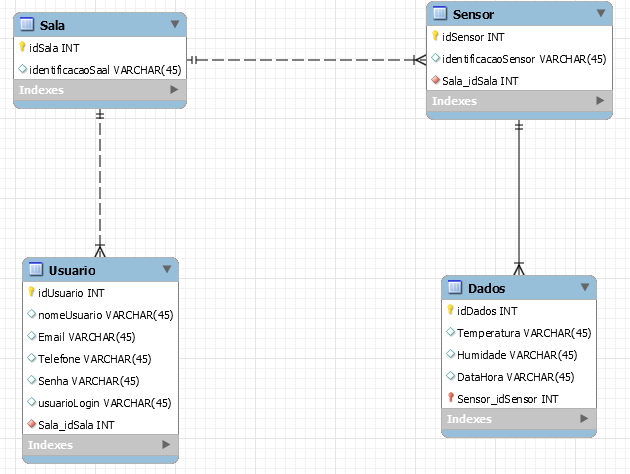 Sala
idSala INT
identificacaoSaal VARCHAR(45)
Indexes
Sensor
idSensor INT
identificacaoSensor VARCHAR(45)
Sala_idSala INT
Indexes
Usuario
idUsuario INT
nomeUsuario VARCHAR(45)
Email VARCHAR(45)
Telefone VARCHAR(45)
Senha VARCHAR(45)
usuarioLogin VARCHAR(45)
Sala_idSala INT
Indexes
Dados
idDados INT
Temperatura VARCHAR(45)
Humidade VARCHAR(45)
DataHora VARCHAR(45)
Sensor_idSensor INT
Indexes